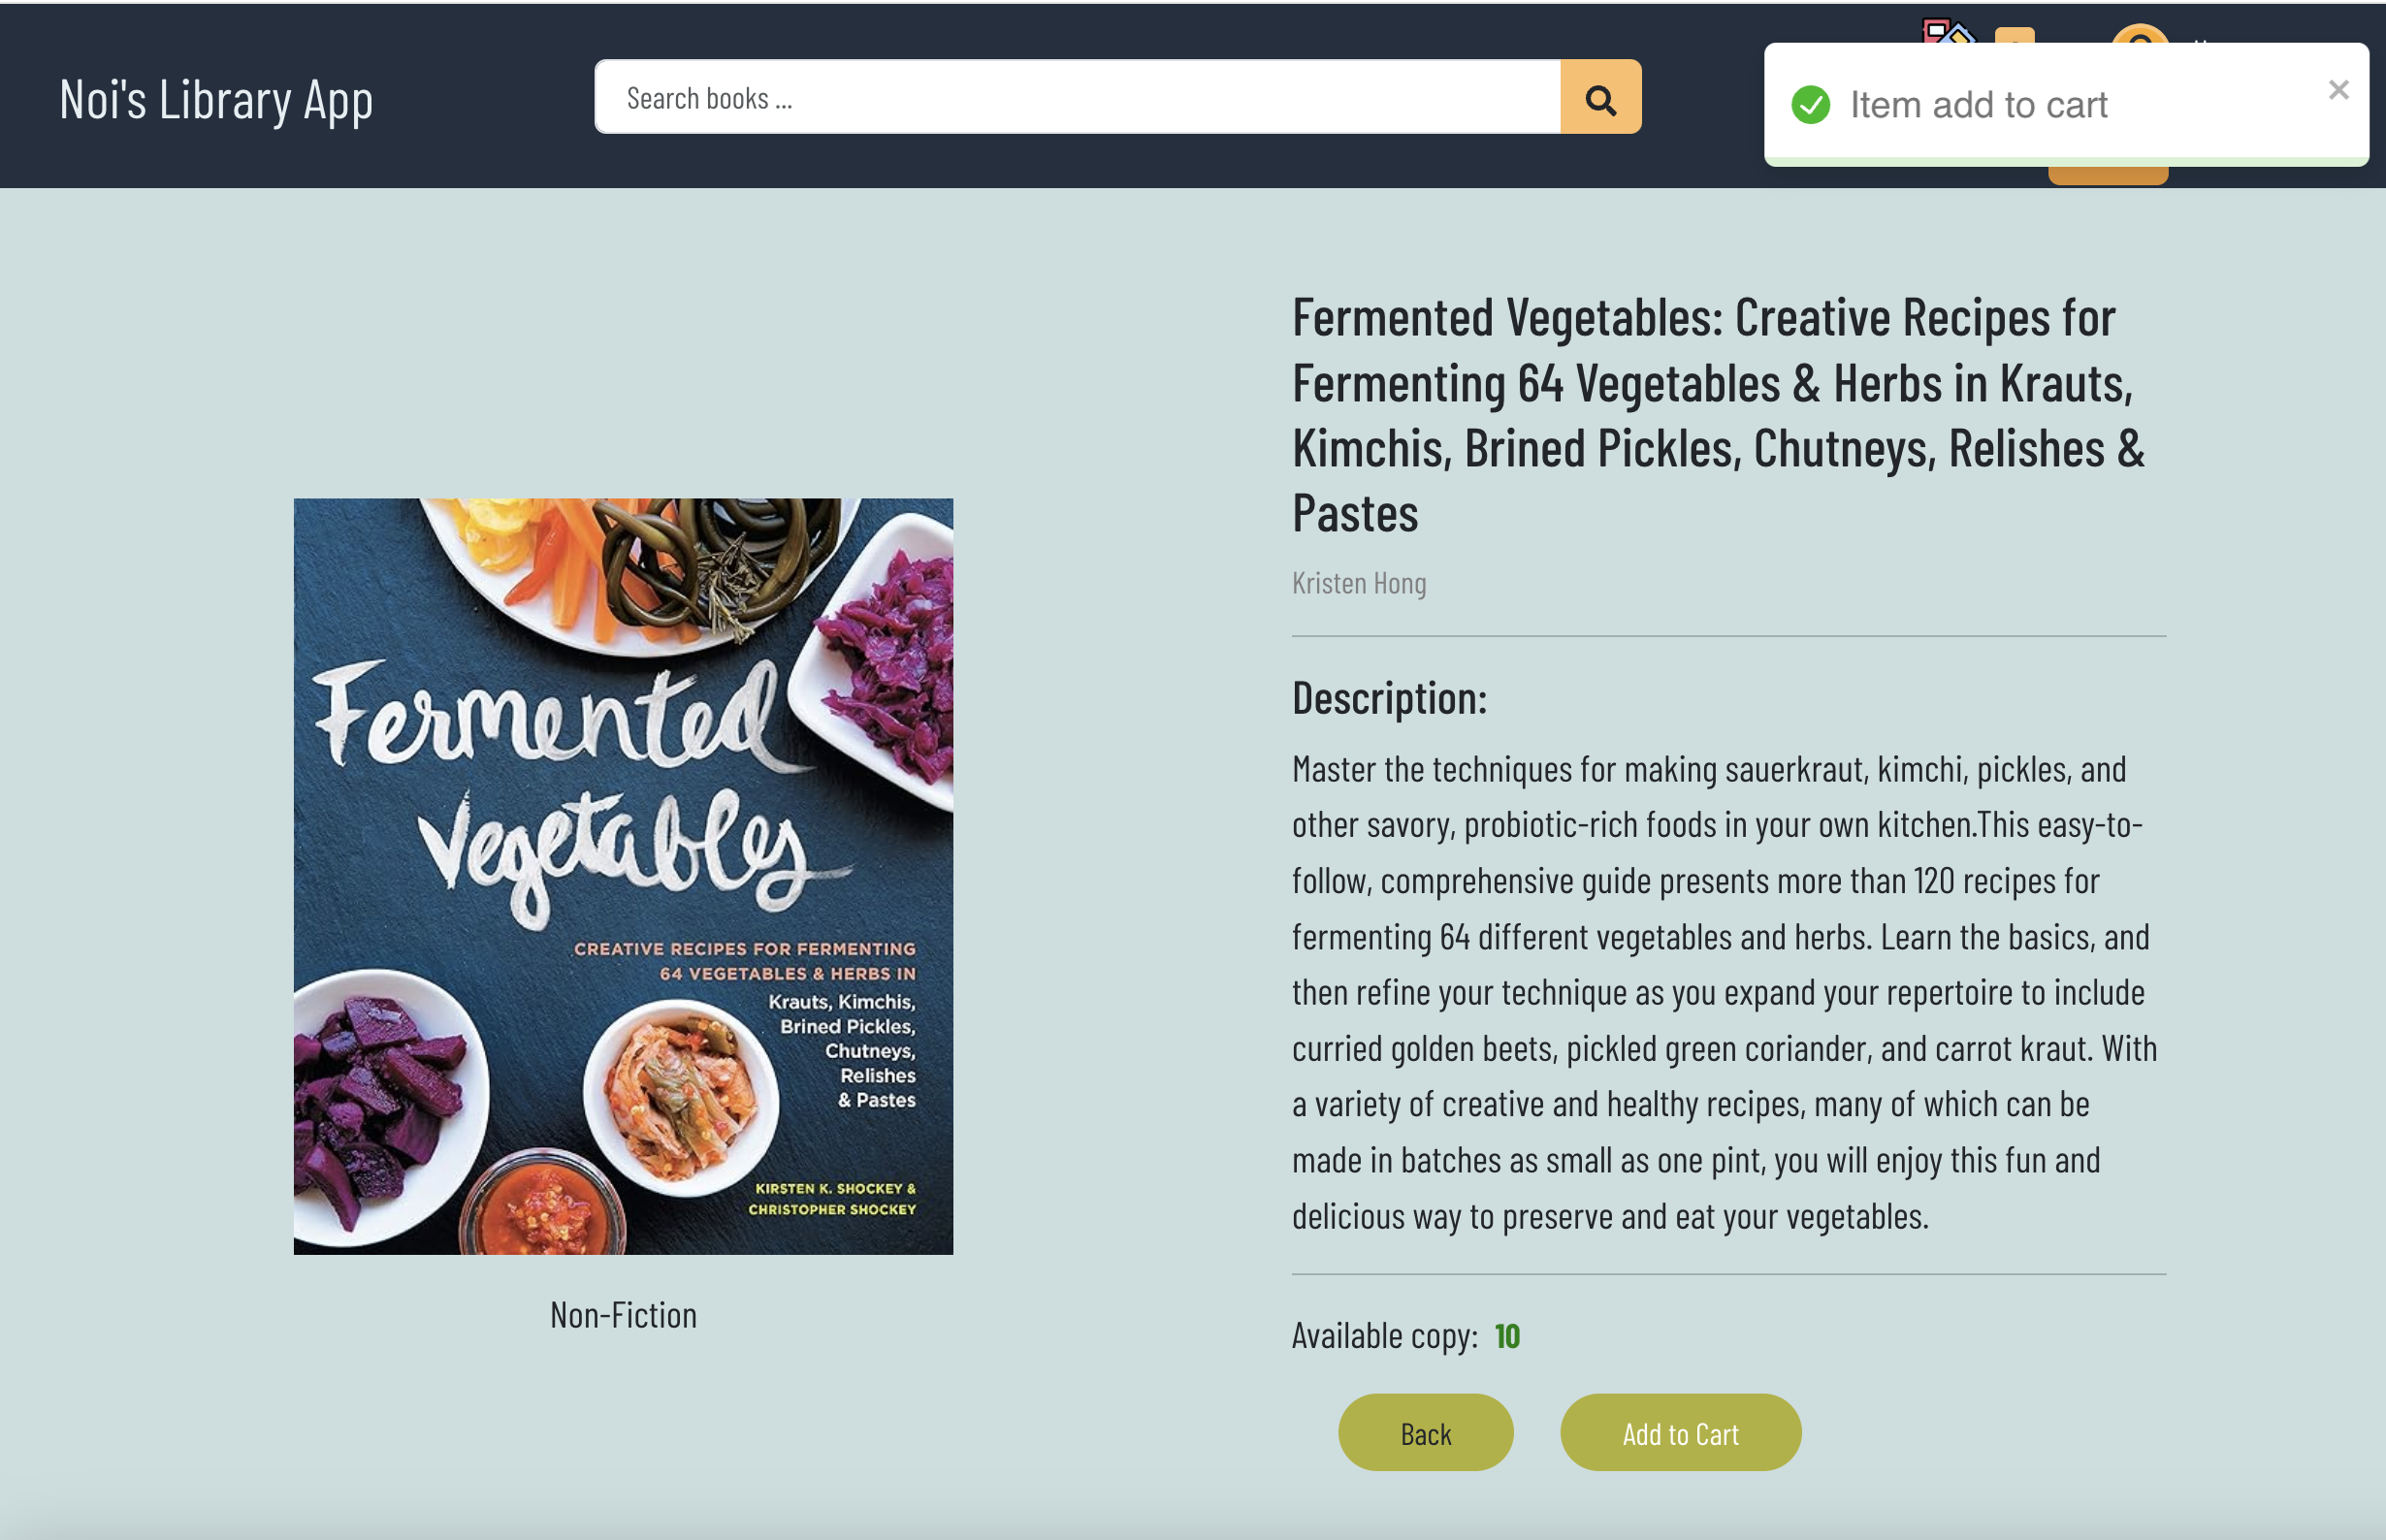 Noi's Library App
Search books ...
Item add to cart
Fermented Vegetables: Creative Recipes for
Fermenting 64 Vegetables & Herbs in Krauts,
Kimchis, Brined Pickles, Chutneys, Relishes &
Pastes
Kristen Hong
Description:
Master the techniques for making sauerkraut, kimchi, pickles, and
other savory, probiotic-rich foods in your own kitchen.This easy-to-
follow, comprehensive guide presents more than 120 recipes for
fermenting 64 different vegetables and herbs. Learn the basics, and
then refine your technique as you expand your repertoire to include
curried golden beets, pickled green coriander, and carrot kraut. With
a variety of creative and healthy recipes, many of which can be
made in batches as small as one pint, you will enjoy this fun and
delicious way to preserve and eat your vegetables.
Available copy: 10
Back
Add to Cart
Fermented
Vegetables
CREATIVE RECIPES FOR FERMENTING
64 VEGETABLES & HERBS IN
Krauts, Kimchis,
Brined Pickles,
Chutneys,
Relishes
& Pastes
KIRSTEN K. SHOCKEY &
CHRISTOPHER SHOCKEY
Non-Fiction